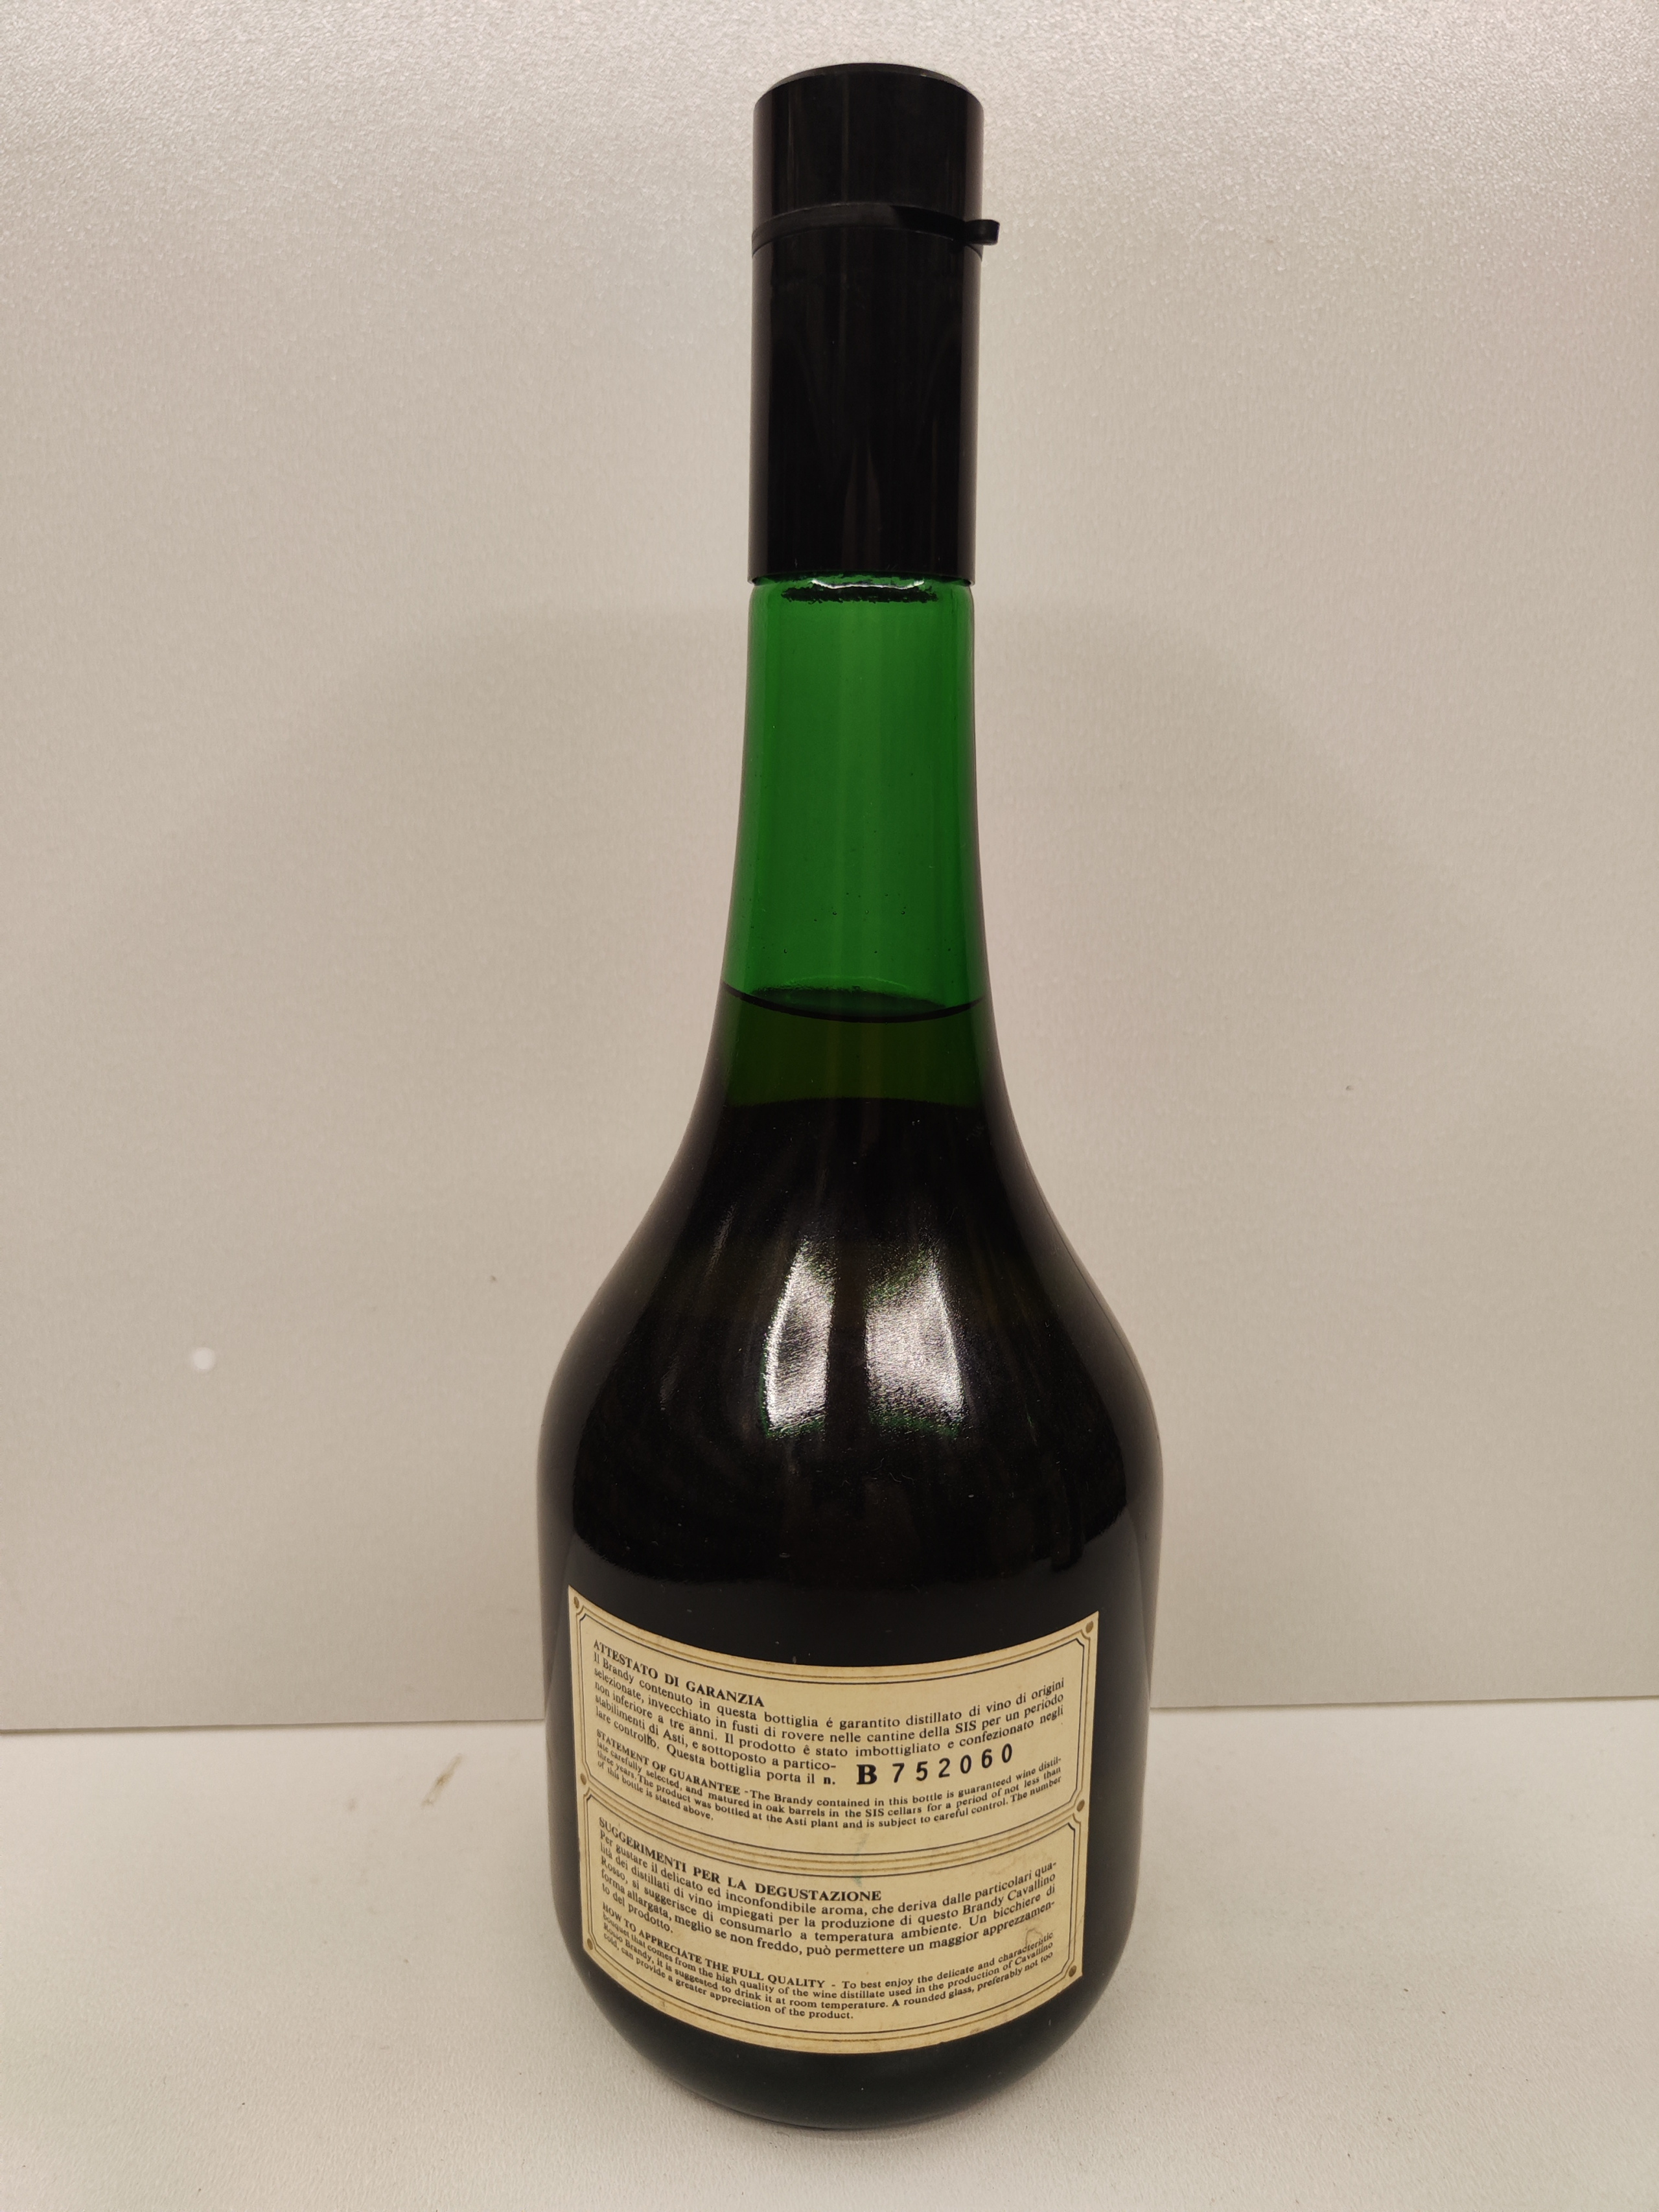 ATTESTATO DI GARANZIA
Il Brandy contenuto in questa bottiglia é garantito distillato di vino di origini
selezionate, invecchiato in fusti di rovere nelle cantine della SIS per un periodo
non inferiore a tre anni. Il prodotto é stato imbottigliato e confezionato negli
stabilimenti di Asti, e sottoposto a partico-
lare controllo. Questa bottiglia porta il n. B 752060
STATEMENT OF GUARANTEE - The Brandy contained in this bottle is guaranteed wine distil-
late carefully selected, and matured in oak barrels in the SIS cellars for a period of not less than
three years. The product was bottled at the Asti plant and is subject to careful control. The number
of this bottle is stated above.
SUGGERIMENTI PER LA DEGUSTAZIONE
Per gustare il delicato ed inconfondibile aroma, che deriva dalle particolari qua-
lità dei distillati di vino impiegati per la produzione di questo Brandy Cavallino
Rosso, si suggerisce di consumarlo a temperatura ambiente. Un bicchiere di
forma allargata, meglio se non freddo, può permettere un maggior apprezzamen-
to del prodotto.
HOW TO APPRECIATE THE FULL QUALITY - To best enjoy the delicate and characteristic
bouquet that comes from the high quality of the wine distillate used in the production of Cavallino
Rosso Brandy, it is suggested to drink it at room temperature. A rounded glass, preferably not too
cold, can provide a greater appreciation of the product.